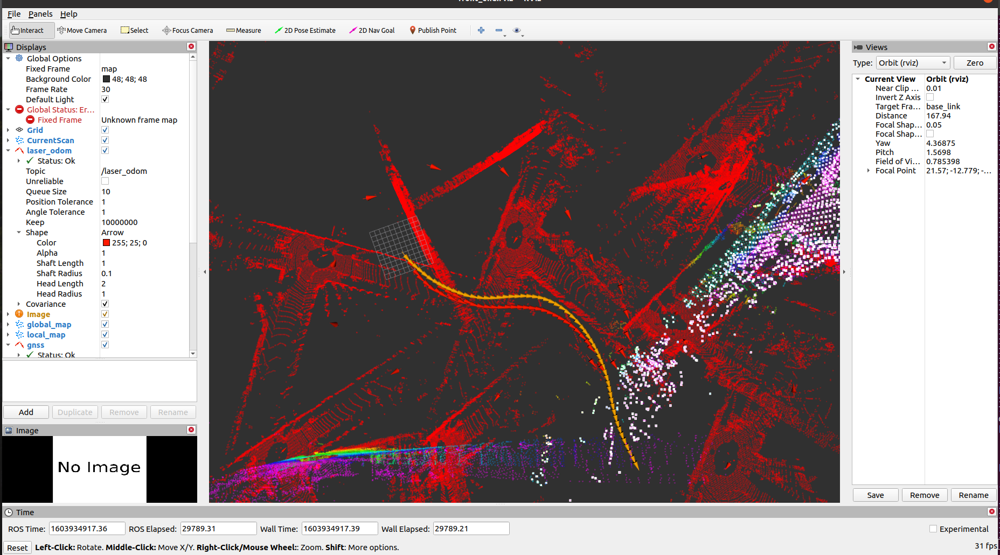 File Panels Help
Interact Move Camera Select Focus Camera Measure 2D Pose Estimate 2D Nav Goal Publish Point
Displays
Global Options
Fixed Frame map
Background Color 48; 48; 48
Frame Rate 30
Default Light
Global Status: Er...
Fixed Frame Unknown frame map
Grid
CurrentScan
laser_odom
Status: Ok
Topic /laser_odom
Unreliable
Queue Size 10
Position Tolerance 1
Angle Tolerance 1
Keep 10000000
Shape Arrow
Color 255; 25; 0
Alpha 1
Shaft Length 1
Shaft Radius 0.1
Head Length 2
Head Radius 1
Covariance
Image
global_map
local_map
gnss
Status: Ok
Add Duplicate Remove Rename
Image
No Image
Views
Type: Orbit (rviz) Zero
Current View Orbit (rviz)
Near Clip ... 0.01
Invert Z Axis
Target Fra... base_link
Distance 167.94
Focal Shap... 0.05
Focal Shap...
Yaw 4.36875
Pitch 1.5698
Field of Vi... 0.785398
Focal Point 21.57; -12.779; -...
Save Remove Rename
Time
ROS Time: 1603934917.36 ROS Elapsed: 29789.31 Wall Time: 1603934917.39 Wall Elapsed: 29789.21 Experimental
Reset Left-Click: Rotate. Middle-Click: Move X/Y. Right-Click/Mouse Wheel:: Zoom. Shift: More options. 31 fps